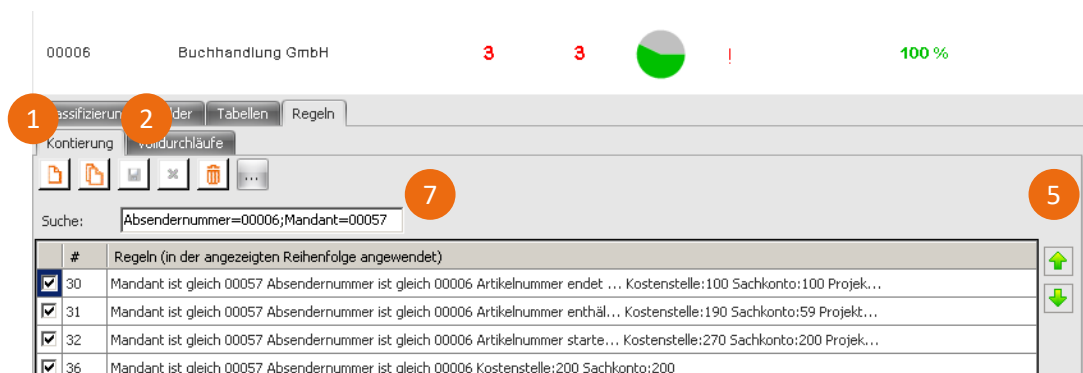 00006 Buchhandlung GmbH 3 3 ! 100 %
Tabellen Regeln
1 2
Kontierung
...
7 5
Suche: Absendernummer=00006;Mandant=00057
# Regeln (in der angezeigten Reihenfolge angewendet)
30 Mandant ist gleich 00057 Absendernummer ist gleich 00006 Artikelnummer endet ... Kostenstelle:100 Sachkonto:100 Projek...
31 Mandant ist gleich 00057 Absendernummer ist gleich 00006 Artikelnummer enthäl... Kostenstelle:190 Sachkonto:59 Projekt...
32 Mandant ist gleich 00057 Absendernummer ist gleich 00006 Artikelnummer starte... Kostenstelle:270 Sachkonto:200 Projek...
36 Mandant ist gleich 00057 Absendernummer ist gleich 00006 Kostenstelle:200 Sachkonto:200